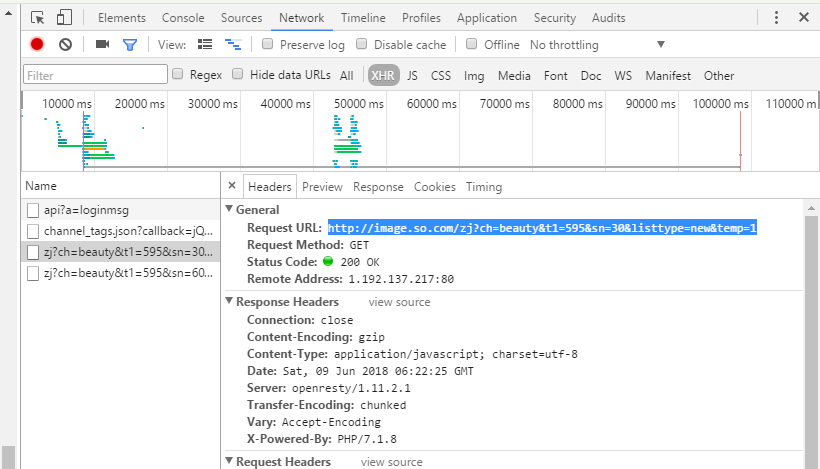 Elements Console Sources Network Timeline Profiles Application Security Audits
View: Preserve log Disable cache Offline No throttling
Filter Regex Hide data URLs All XHR JS CSS Img Media Font Doc WS Manifest Other
10000 ms 20000 ms 30000 ms 40000 ms 50000 ms 60000 ms 70000 ms 80000 ms 90000 ms 100000 ms 110000 ms
Name
api?a=loginmsg
channel_tags.json?callback=jQ...
zj?ch=beauty&t1=595&sn=30...
zj?ch=beauty&t1=595&sn=60...
× Headers Preview Response Cookies Timing
▼ General
Request URL: http://image.so.com/zj?ch=beauty&t1=595&sn=30&listtype=new&temp=1
Request Method: GET
Status Code: 200 OK
Remote Address: 1.192.137.217:80
▼ Response Headers view source
Connection: close
Content-Encoding: gzip
Content-Type: application/javascript; charset=utf-8
Date: Sat, 09 Jun 2018 06:22:25 GMT
Server: openresty/1.11.2.1
Transfer-Encoding: chunked
Vary: Accept-Encoding
X-Powered-By: PHP/7.1.8
▼ Request Headers view source